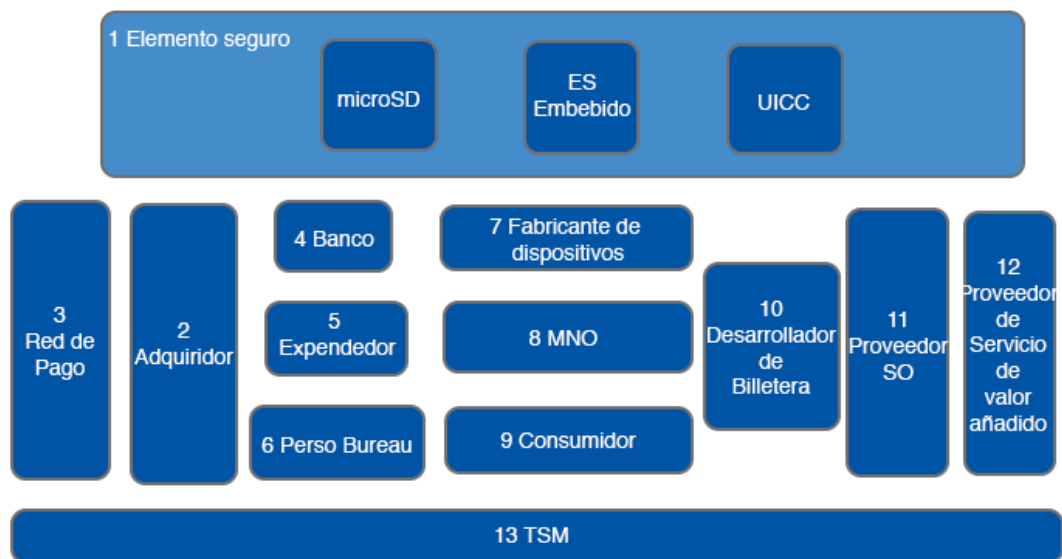 1 Elemento seguro
microSD
ES
Embebido
UICC
3
Red de
Pago
2
Adquiridor
4 Banco
5
Expendedor
6 Perso Bureau
7 Fabricante de
dispositivos
8 MNO
9 Consumidor
10
Desarrollador
de
Billetera
11
Proveedor
SO
12
Proveedor
de
Servicio
de
valor
añadido
13 TSM